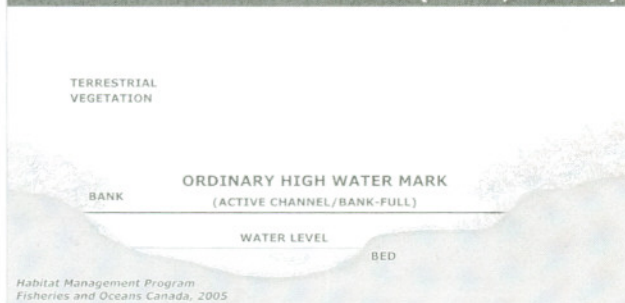 TERRESTRIAL
VEGETATION
ORDINARY HIGH WATER MARK
BANK
(ACTIVE CHANNEL/BANK-FULL)
WATER LEVEL
BED
Habitat Management Program
Fisheries and Oceans Canada, 2005